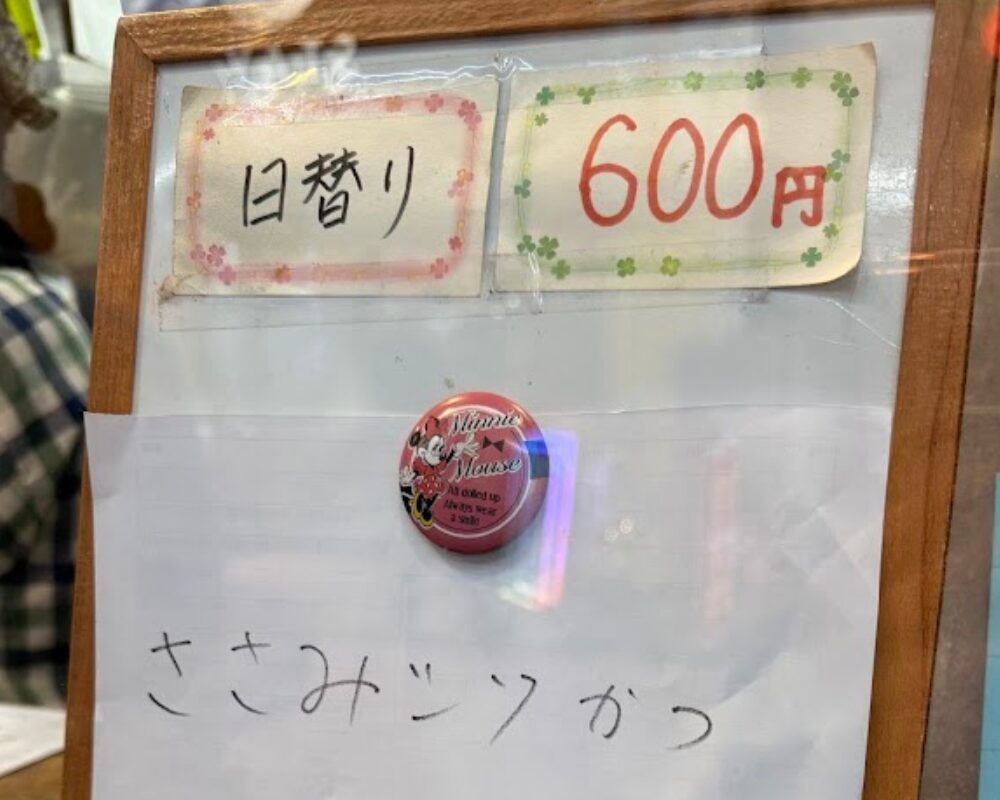 日替り
600円
Minnie
Mouse
All dolled up
Always wear
a smile
ささみシソかつ